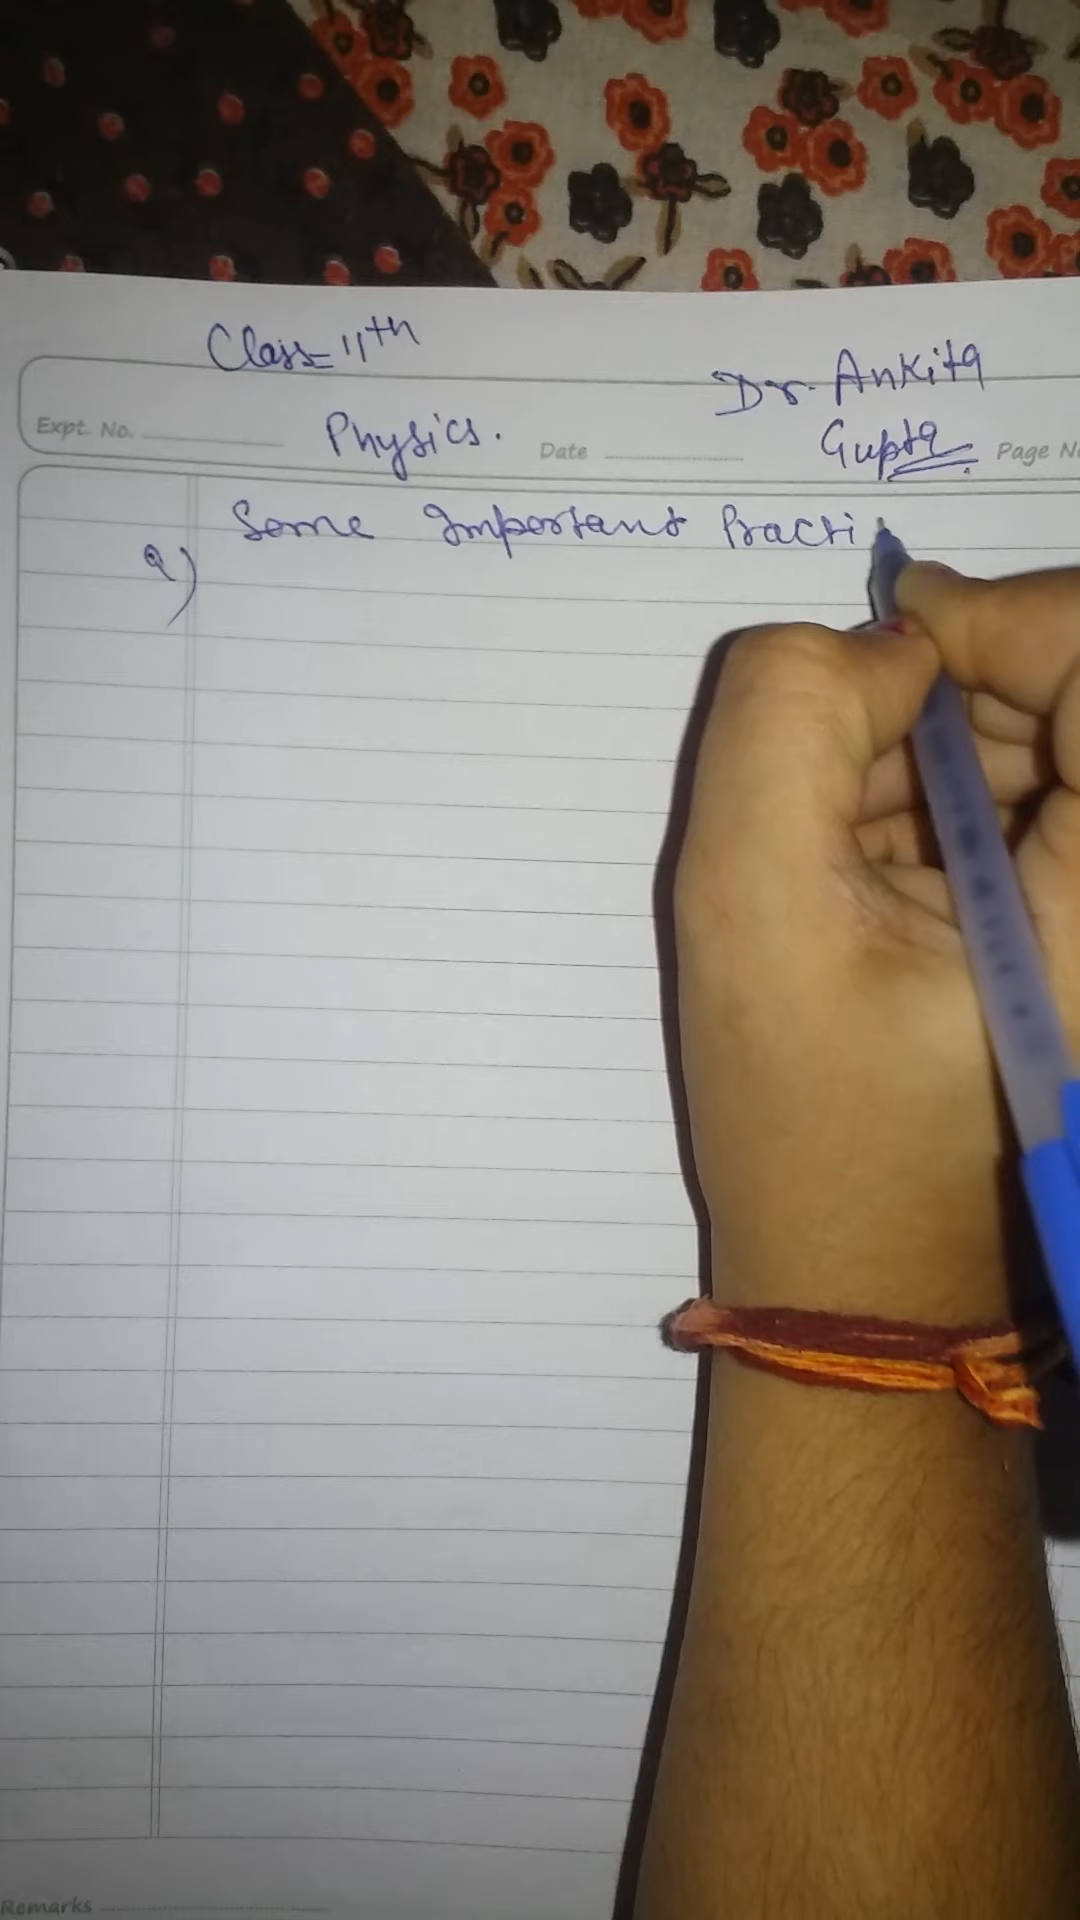 Class = 11th
Dr. Ankita
Expt. No. Physics. Date Gupta Page N
Some Important Practi
Q)
Remarks